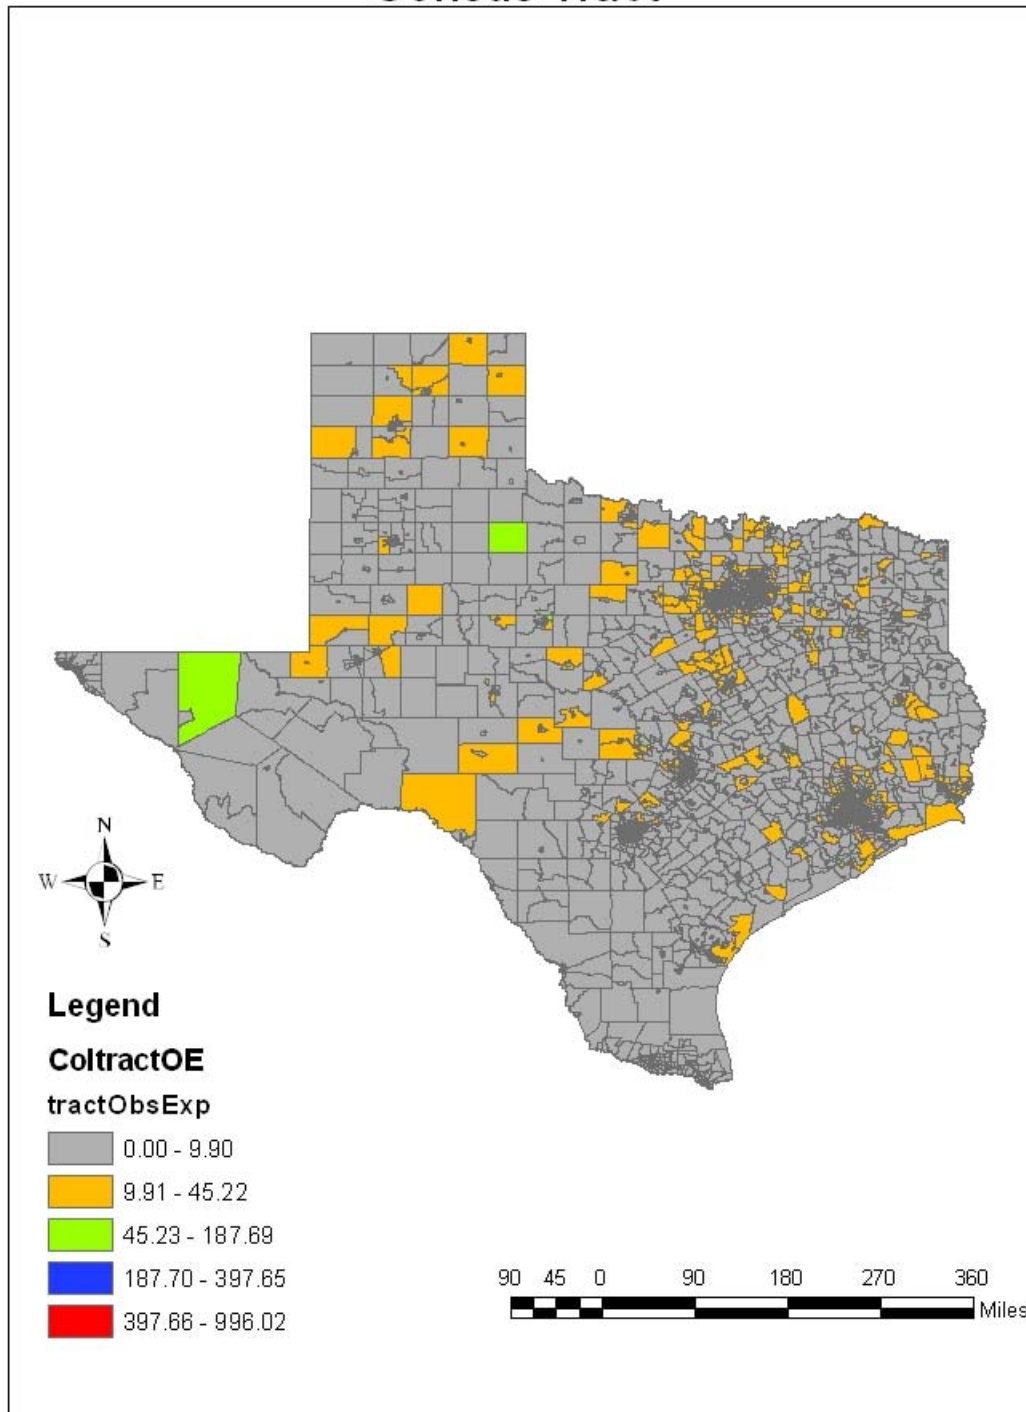 N
W E
S
Legend
ColtractOE
tractObsExp
0.00 - 9.90
9.91 - 45.22
45.23 - 187.69
187.70 - 397.65
397.66 - 996.02
90 45 0 90 180 270 360
Miles